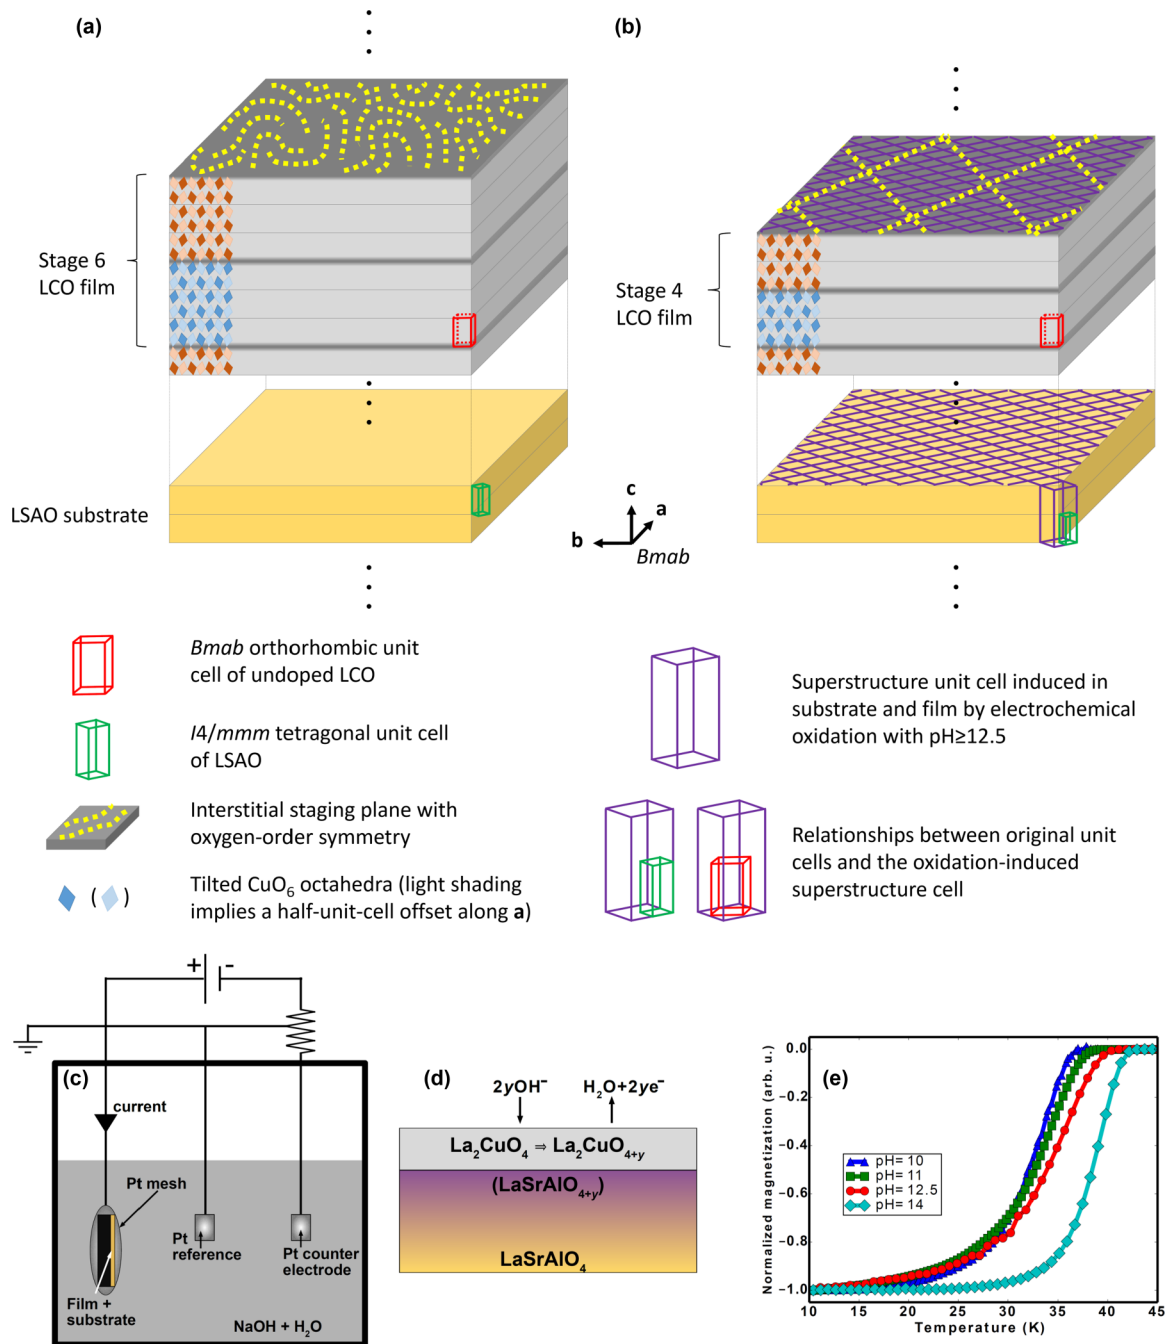 (a)
(b)
Stage 6
LCO film
Stage 4
LCO film
LSAO substrate
c
a
b
Bmab
Bmab orthorhombic unit
cell of undoped LCO
I4/mmm tetragonal unit cell
of LSAO
Interstitial staging plane with
oxygen-order symmetry
Tilted CuO₆ octahedra (light shading
implies a half-unit-cell offset along a)
( )
Superstructure unit cell induced in
substrate and film by electrochemical
oxidation with pH≥12.5
Relationships between original unit
cells and the oxidation-induced
superstructure cell
+ -
(c)
current
Pt mesh
Pt
reference
Pt counter
electrode
Film +
substrate
NaOH + H₂O
(d)
2yOH⁻
H₂O+2ye⁻
La₂CuO₄ ⇒ La₂CuO₄₊y
(LaSrAlO₄₊y)
LaSrAlO₄
(e)
Normalized magnetization (arb. u.)
0.0
−0.2
−0.4
−0.6
−0.8
−1.0
pH= 10
pH= 11
pH= 12.5
pH= 14
10 15 20 25 30 35 40 45
Temperature (K)